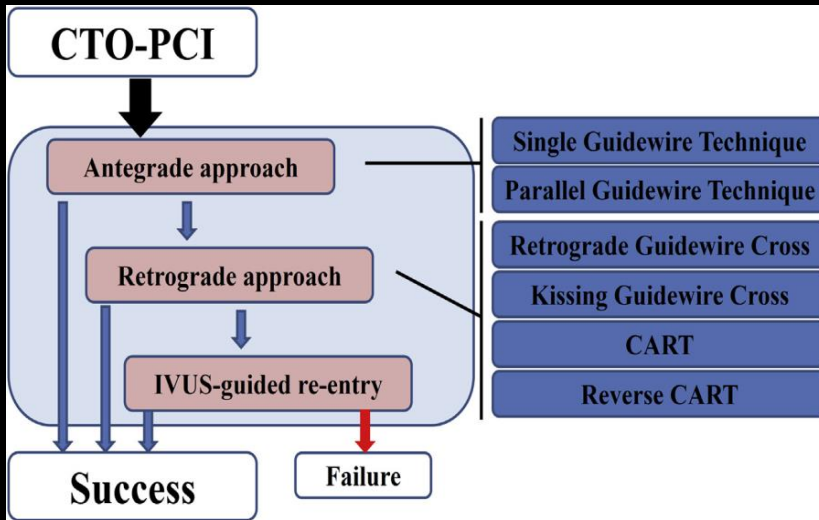 CTO-PCI
Antegrade approach
Retrograde approach
IVUS-guided re-entry
Success
Failure
Single Guidewire Technique
Parallel Guidewire Technique
Retrograde Guidewire Cross
Kissing Guidewire Cross
CART
Reverse CART